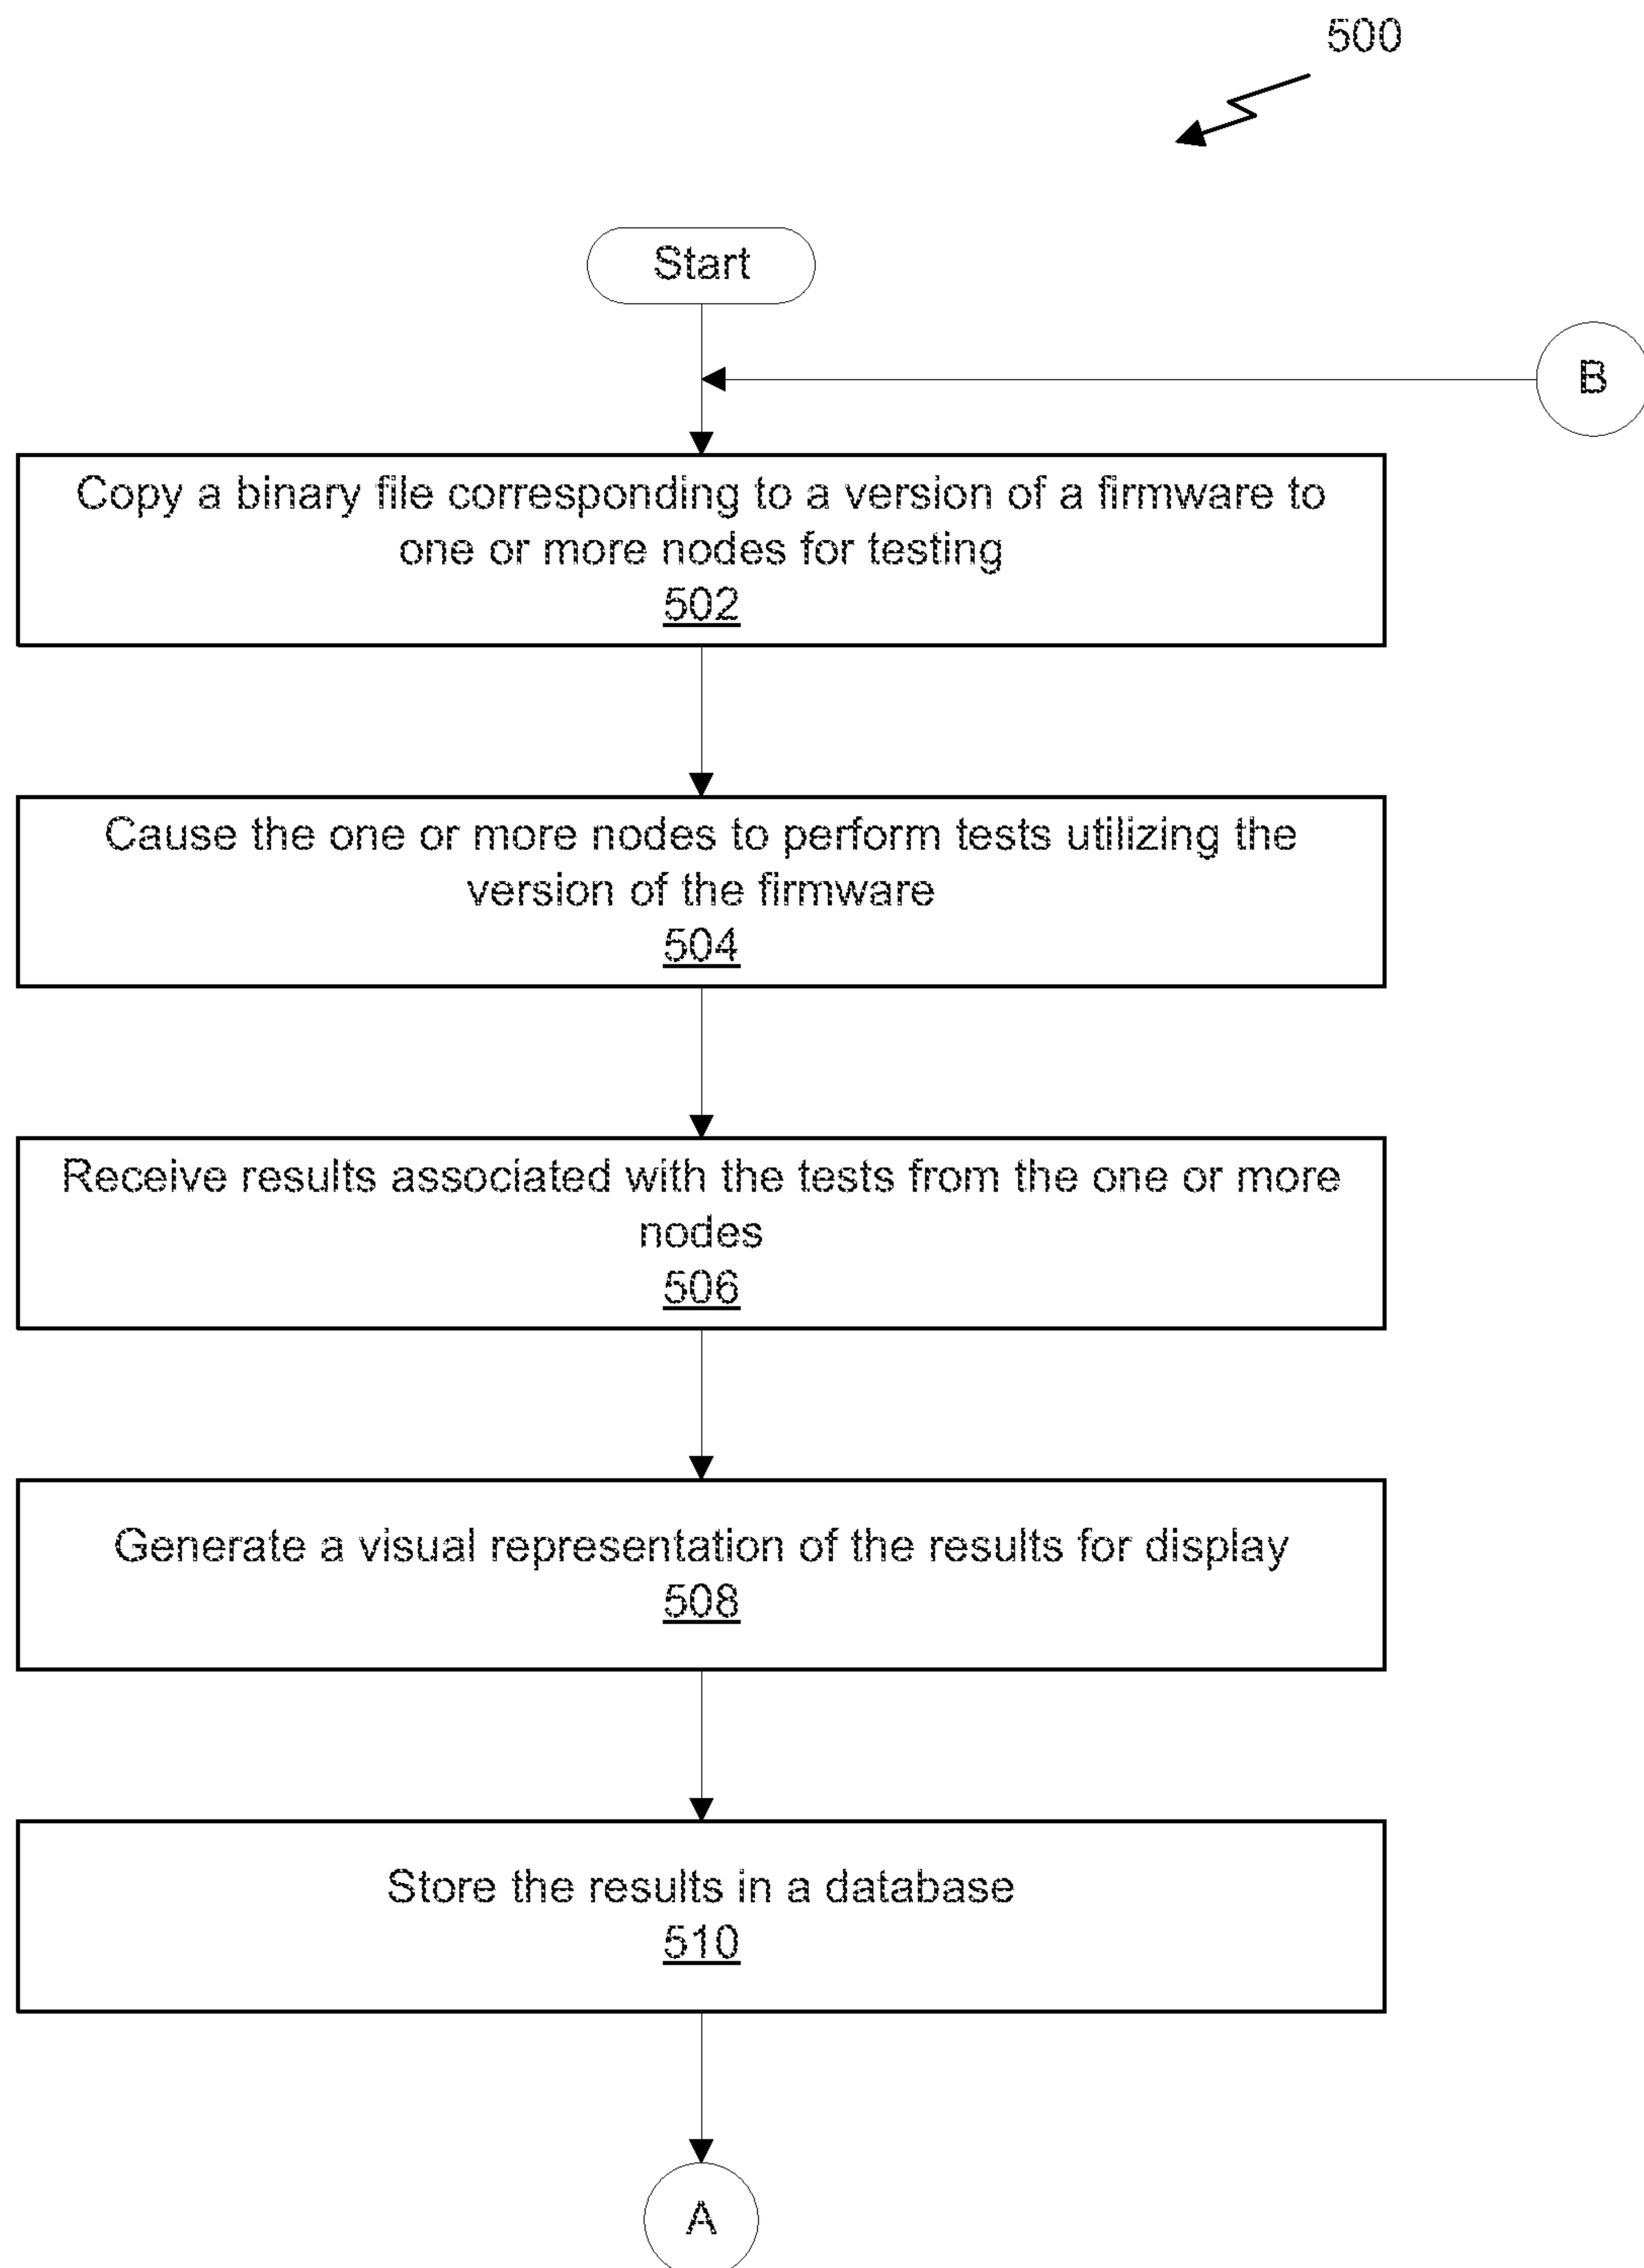 500
Start
B
Copy a binary file corresponding to a version of a firmware to
one or more nodes for testing
502
Cause the one or more nodes to perform tests utilizing the
version of the firmware
504
Receive results associated with the tests from the one or more
nodes
506
Generate a visual representation of the results for display
508
Store the results in a database
510
A